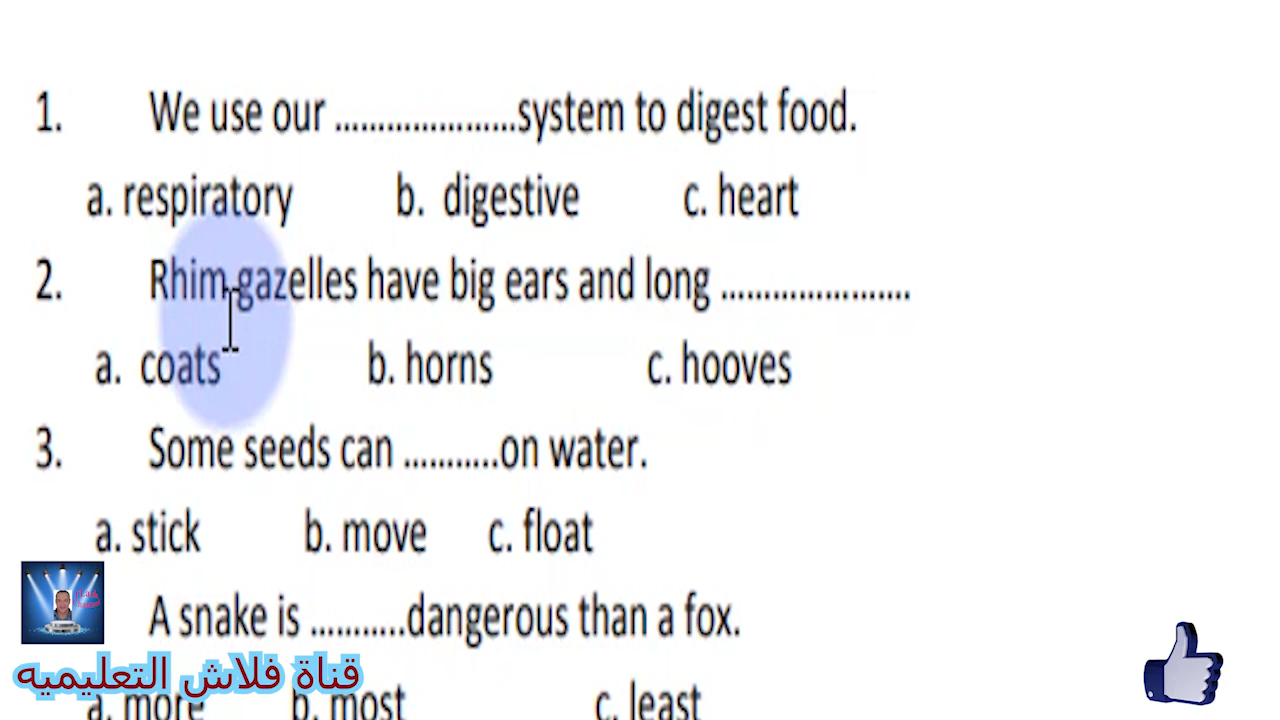 1. We use our .....................system to digest food.
a. respiratory b. digestive c. heart
2. Rhim gazelles have big ears and long ......................
a. coats b. horns c. hooves
3. Some seeds can ...........on water.
a. stick b. move c. float
A snake is ...........dangerous than a fox.
قناة فلاش التعليميه
a. more b. most c. least